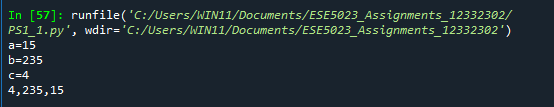 In [57]: runfile('C:/Users/WIN11/Documents/ESE5023_Assignments_12332302/
PS1_1.py', wdir='C:/Users/WIN11/Documents/ESE5023_Assignments_12332302')
a=15
b=235
c=4
4,235,15